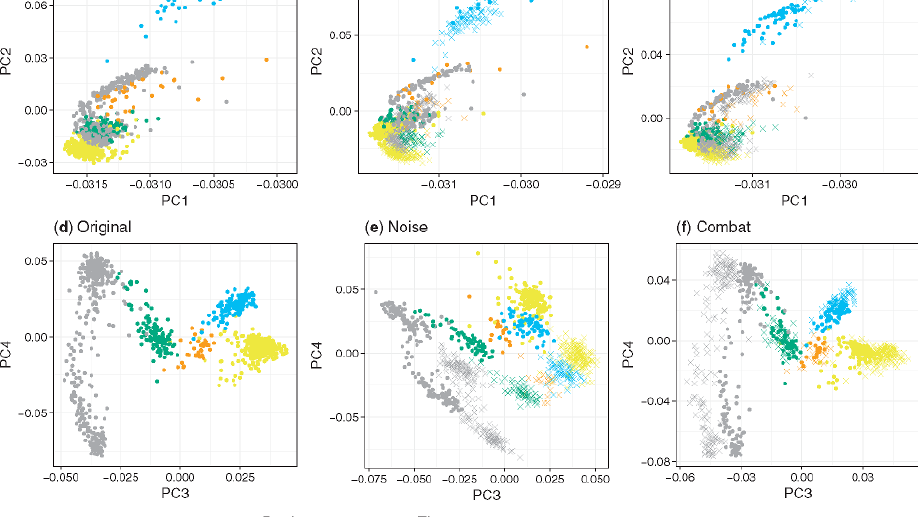 0.06
0.03
0.00
−0.03
PC2
−0.0315 −0.0310 −0.0305 −0.0300
PC1
0.05
0.00
PC2
−0.031 −0.030 −0.029
PC1
0.04
0.00
PC2
−0.031 −0.030
PC1
(d) Original
0.05
0.00
−0.05
PC4
−0.050 −0.025 0.000 0.025
PC3
(e) Noise
0.05
0.00
−0.05
PC4
−0.075 −0.050 −0.025 0.000 0.025 0.050
PC3
(f) Combat
0.04
0.00
−0.04
−0.08
PC4
−0.06 −0.03 0.00 0.03
PC3